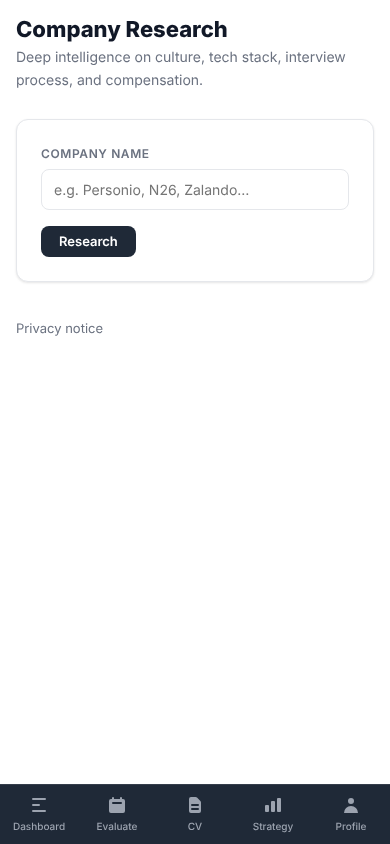 Company Research
Deep intelligence on culture, tech stack, interview
process, and compensation.
COMPANY NAME
e.g. Personio, N26, Zalando...
Research
Privacy notice
Dashboard
Evaluate
CV
Strategy
Profile